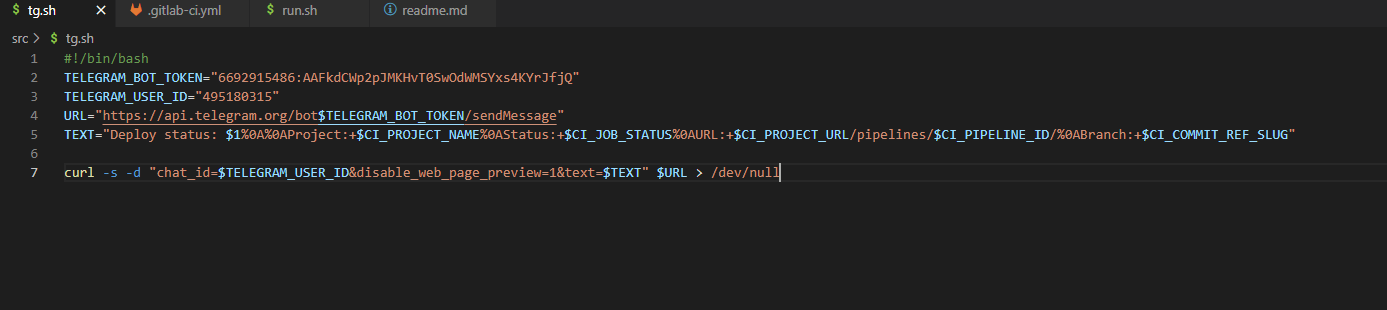 $ tg.sh × .gitlab-ci.yml $ run.sh readme.md
src > $ tg.sh
1 #!/bin/bash
2 TELEGRAM_BOT_TOKEN="6692915486:AAFkdCWp2pJMKHvT0SwOdWMSYxs4KYrJfjQ"
3 TELEGRAM_USER_ID="495180315"
4 URL="https://api.telegram.org/bot$TELEGRAM_BOT_TOKEN/sendMessage"
5 TEXT="Deploy status: $1%0A%0AProject:+$CI_PROJECT_NAME%0AStatus:+$CI_JOB_STATUS%0AURL:+$CI_PROJECT_URL/pipelines/$CI_PIPELINE_ID/%0ABranch:+$CI_COMMIT_REF_SLUG"
6
7 curl -s -d "chat_id=$TELEGRAM_USER_ID&disable_web_page_preview=1&text=$TEXT" $URL > /dev/null